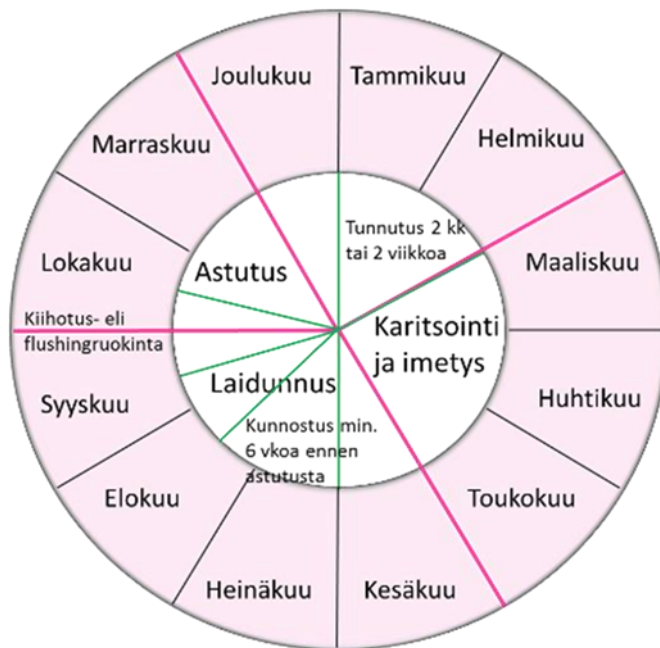 Joulukuu
Tammikuu
Helmikuu
Maaliskuu
Huhtikuu
Toukokuu
Kesäkuu
Heinäkuu
Elokuu
Syyskuu
Lokakuu
Marraskuu
Tunnutus 2 kk
tai 2 viikkoa
Karitsointi
ja imetys
Astutus
Kiihotus- eli
flushingruokinta
Laidunnus
Kunnostus min.
6 vkoa ennen
astutusta